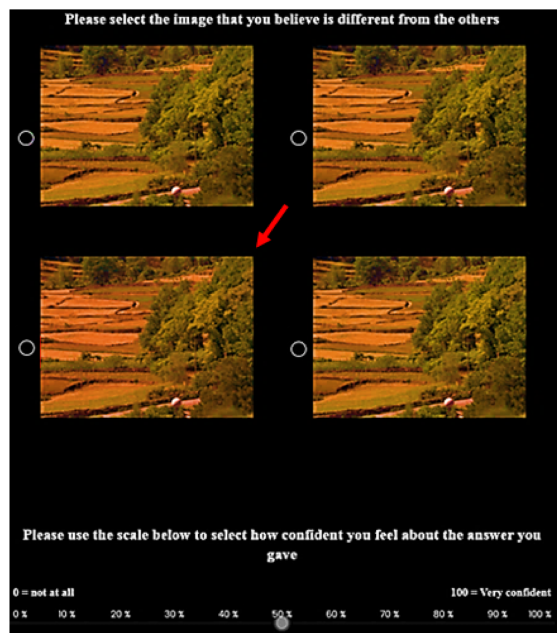 Please select the image that you believe is different from the others
Please use the scale below to select how confident you feel about the answer you
gave
0 = not at all 100 = Very confident
0 % 10 % 20 % 30 % 40 % 50 % 60 % 70 % 80 % 90 % 100 %